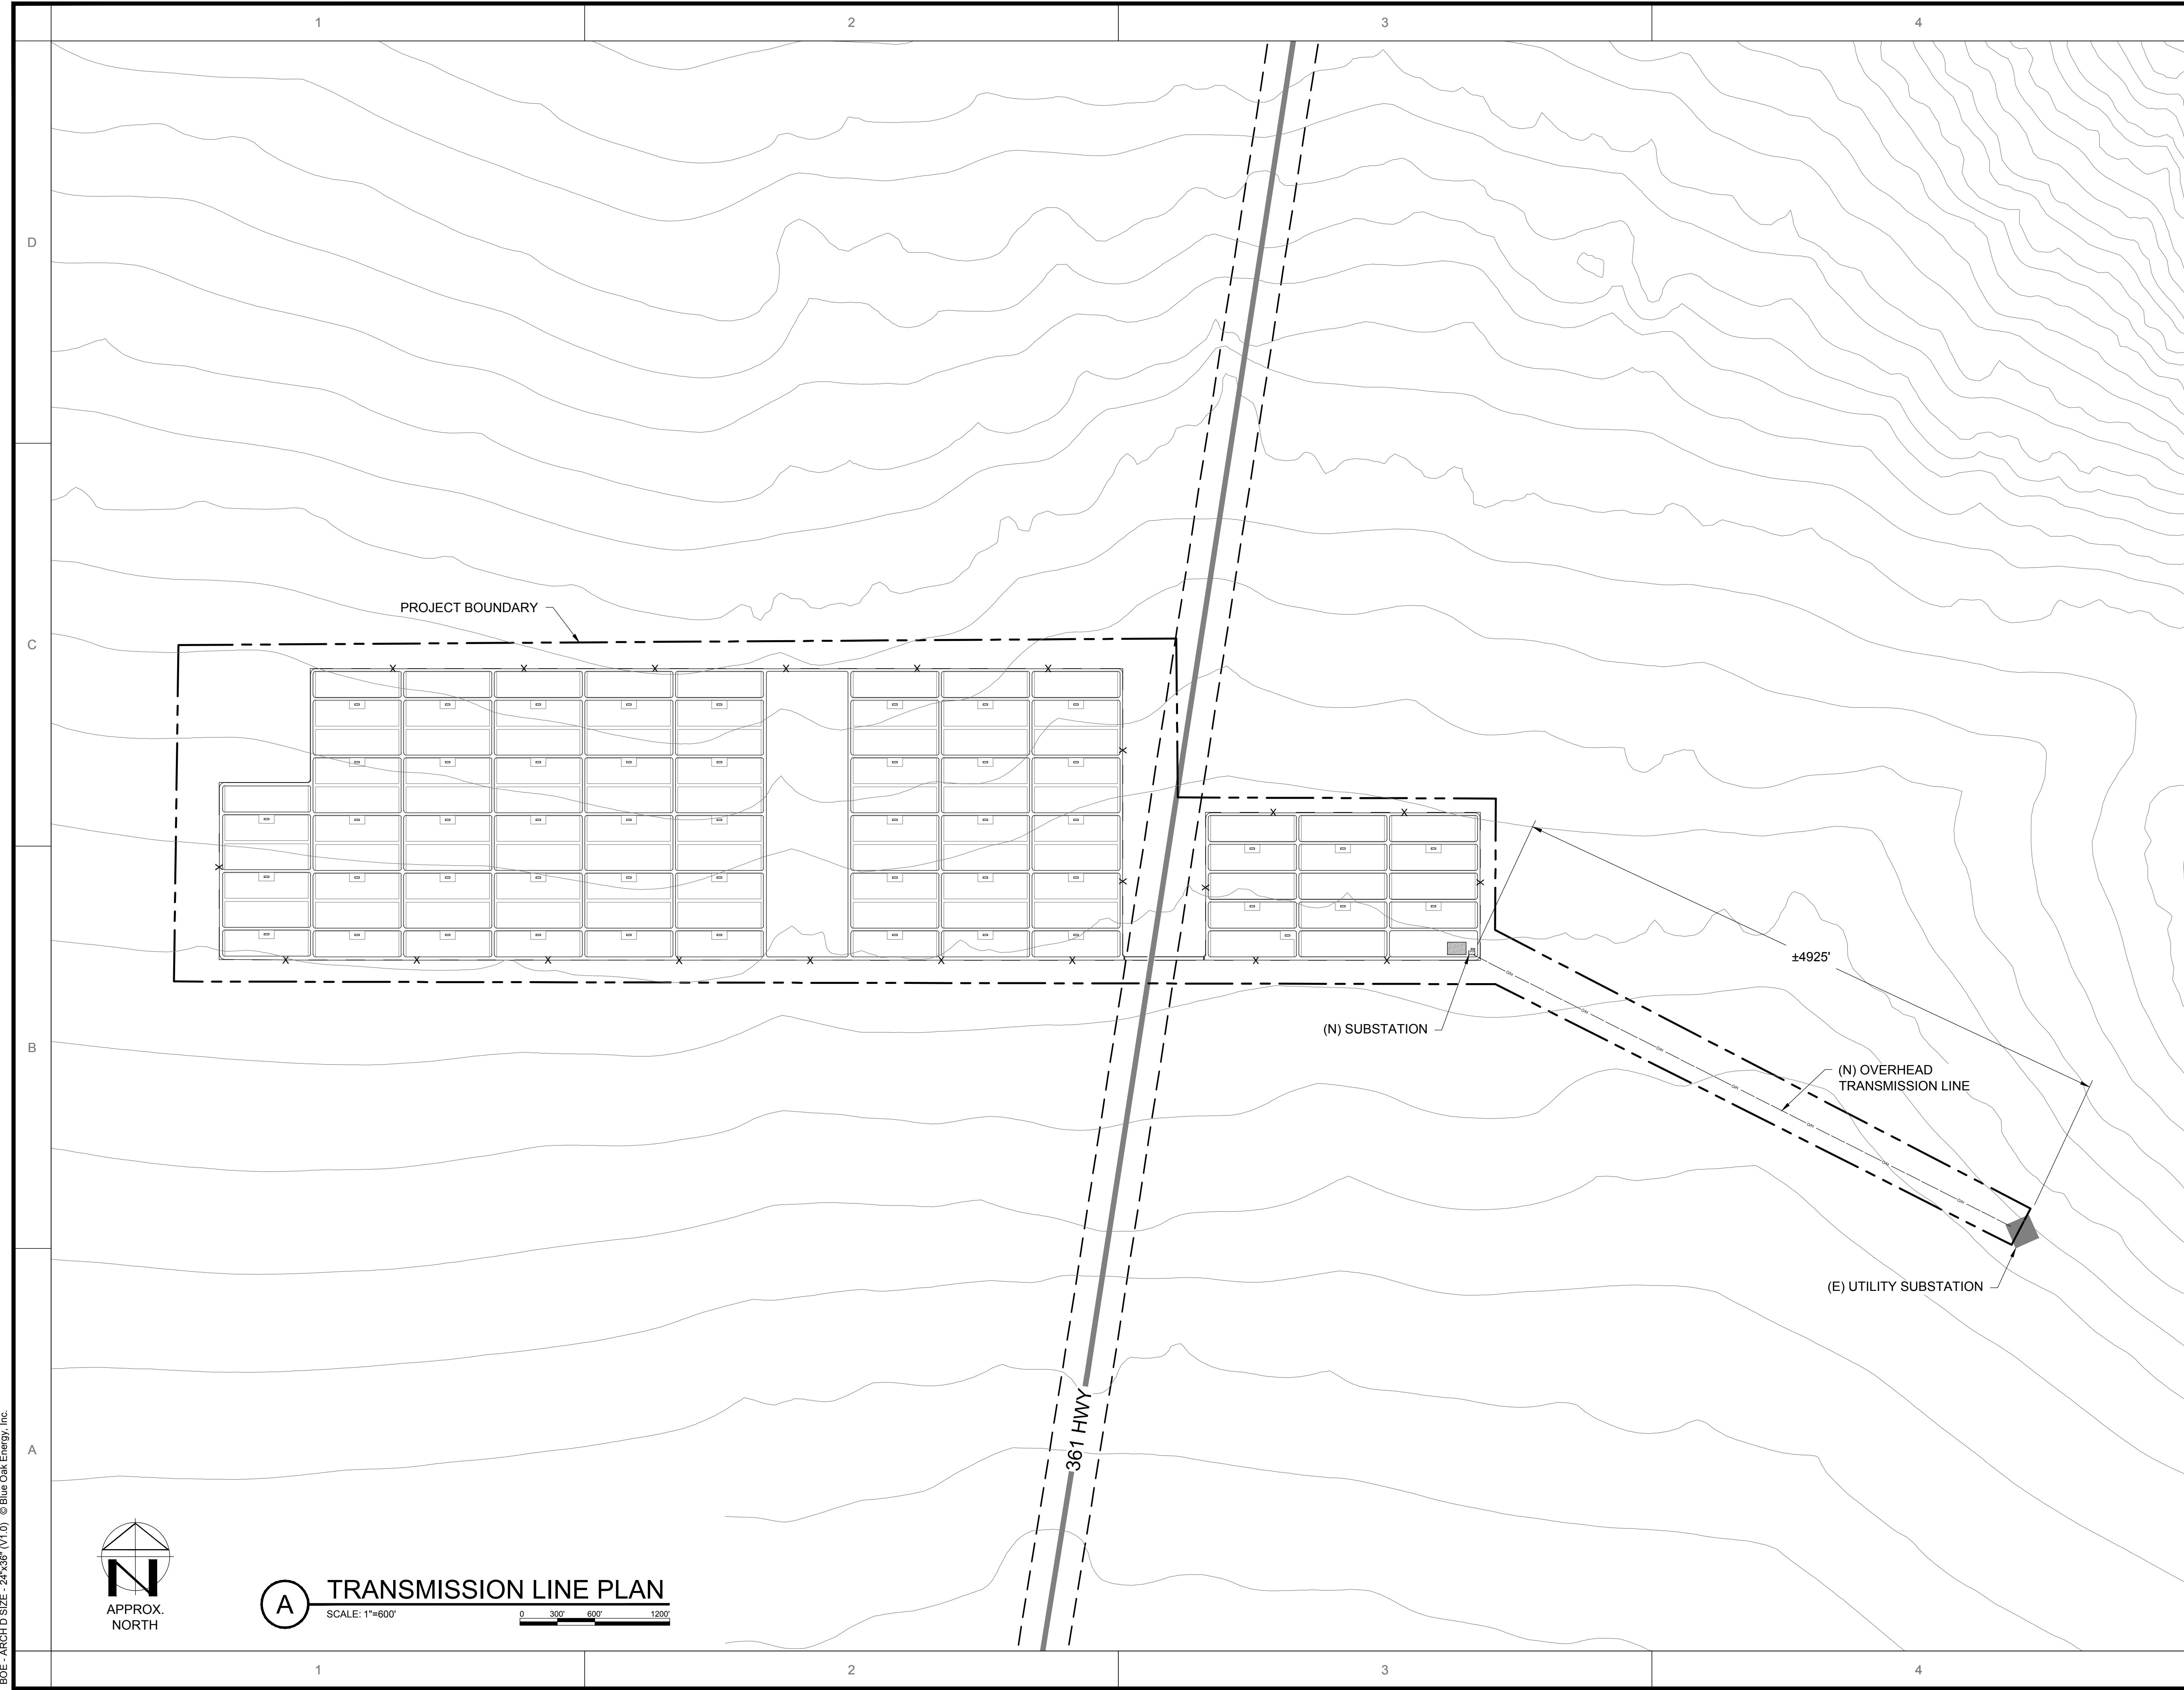 1
2
3
4
D
C
B
A
PROJECT BOUNDARY
X X X X X X
X
X
X X
X
X
X
X
X X X X X X X X X
±4925'
(N) SUBSTATION
(N) OVERHEAD
TRANSMISSION LINE
(E) UTILITY SUBSTATION
361 HWY
N
APPROX.
NORTH
A
TRANSMISSION LINE PLAN
SCALE: 1"=600'
0 300' 600' 1200'
BOE - ARCH D SIZE - 24"x36" (V1.0) © Blue Oak Energy, Inc.
1
2
3
4